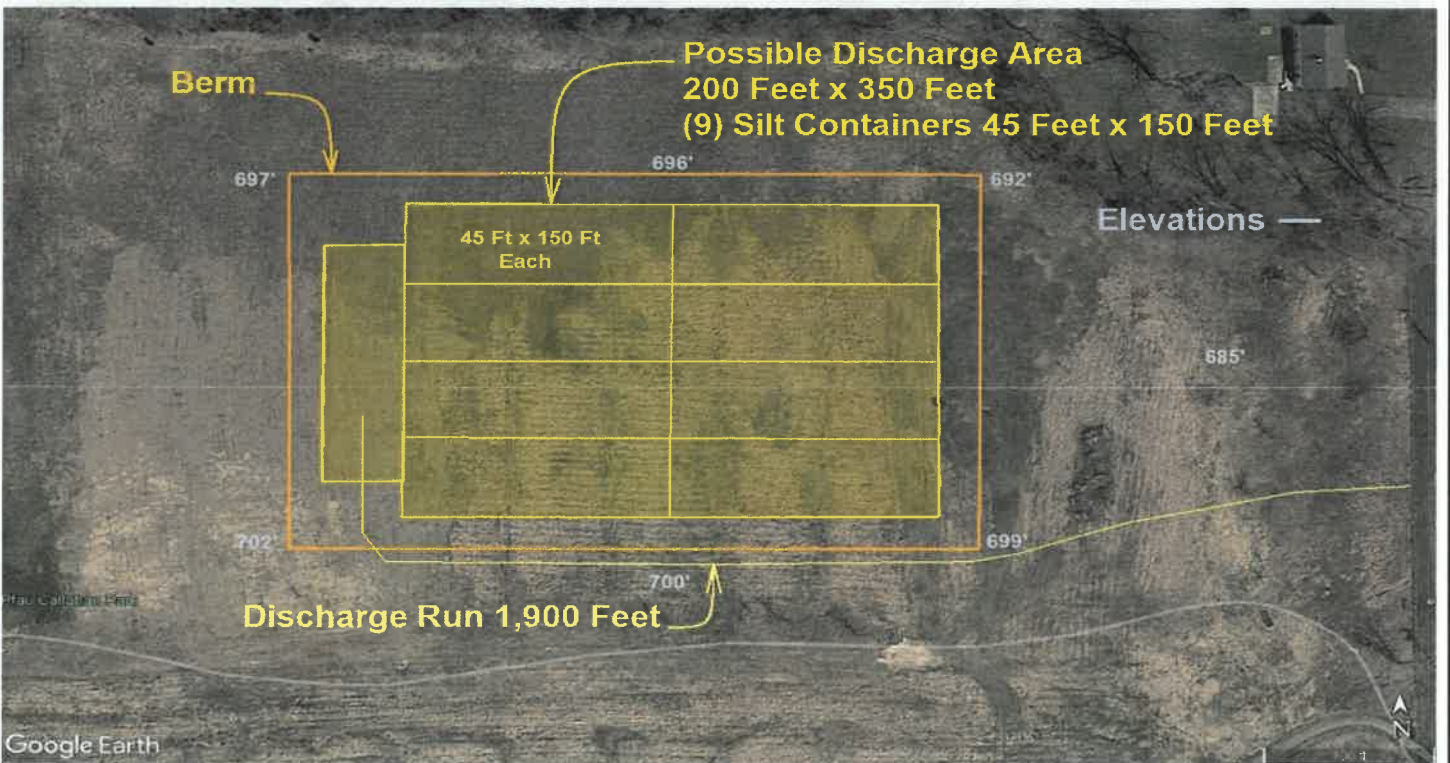 Possible Discharge Area
200 Feet x 350 Feet
(9) Silt Containers 45 Feet x 150 Feet
Berm
697'
696'
692'
Elevations
45 Ft x 150 Ft
Each
685'
702'
699'
700'
Discharge Run 1,900 Feet
Google Earth
N